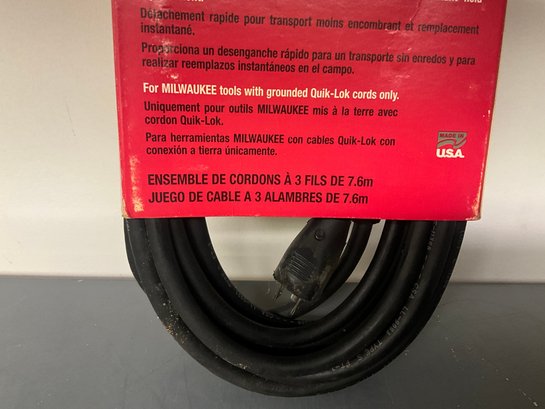 Détachement rapide pour transport moins encombrant et remplacement
instantané.
Proporciona un desenganche rápido para un transporte sin enredos y para
realizar reemplazos instantáneos en el campo.
For MILWAUKEE tools with grounded Quik-Lok cords only.
Uniquement pour outils MILWAUKEE mis à la terre avec
cordon Quik-Lok.
Para herramientas MILWAUKEE con cables Quik-Lok con
conexión a tierra únicamente.
MADE IN
U.S.A.
ENSEMBLE DE CORDONS À 3 FILS DE 7.6m
JUEGO DE CABLE A 3 ALAMBRES DE 7.6m